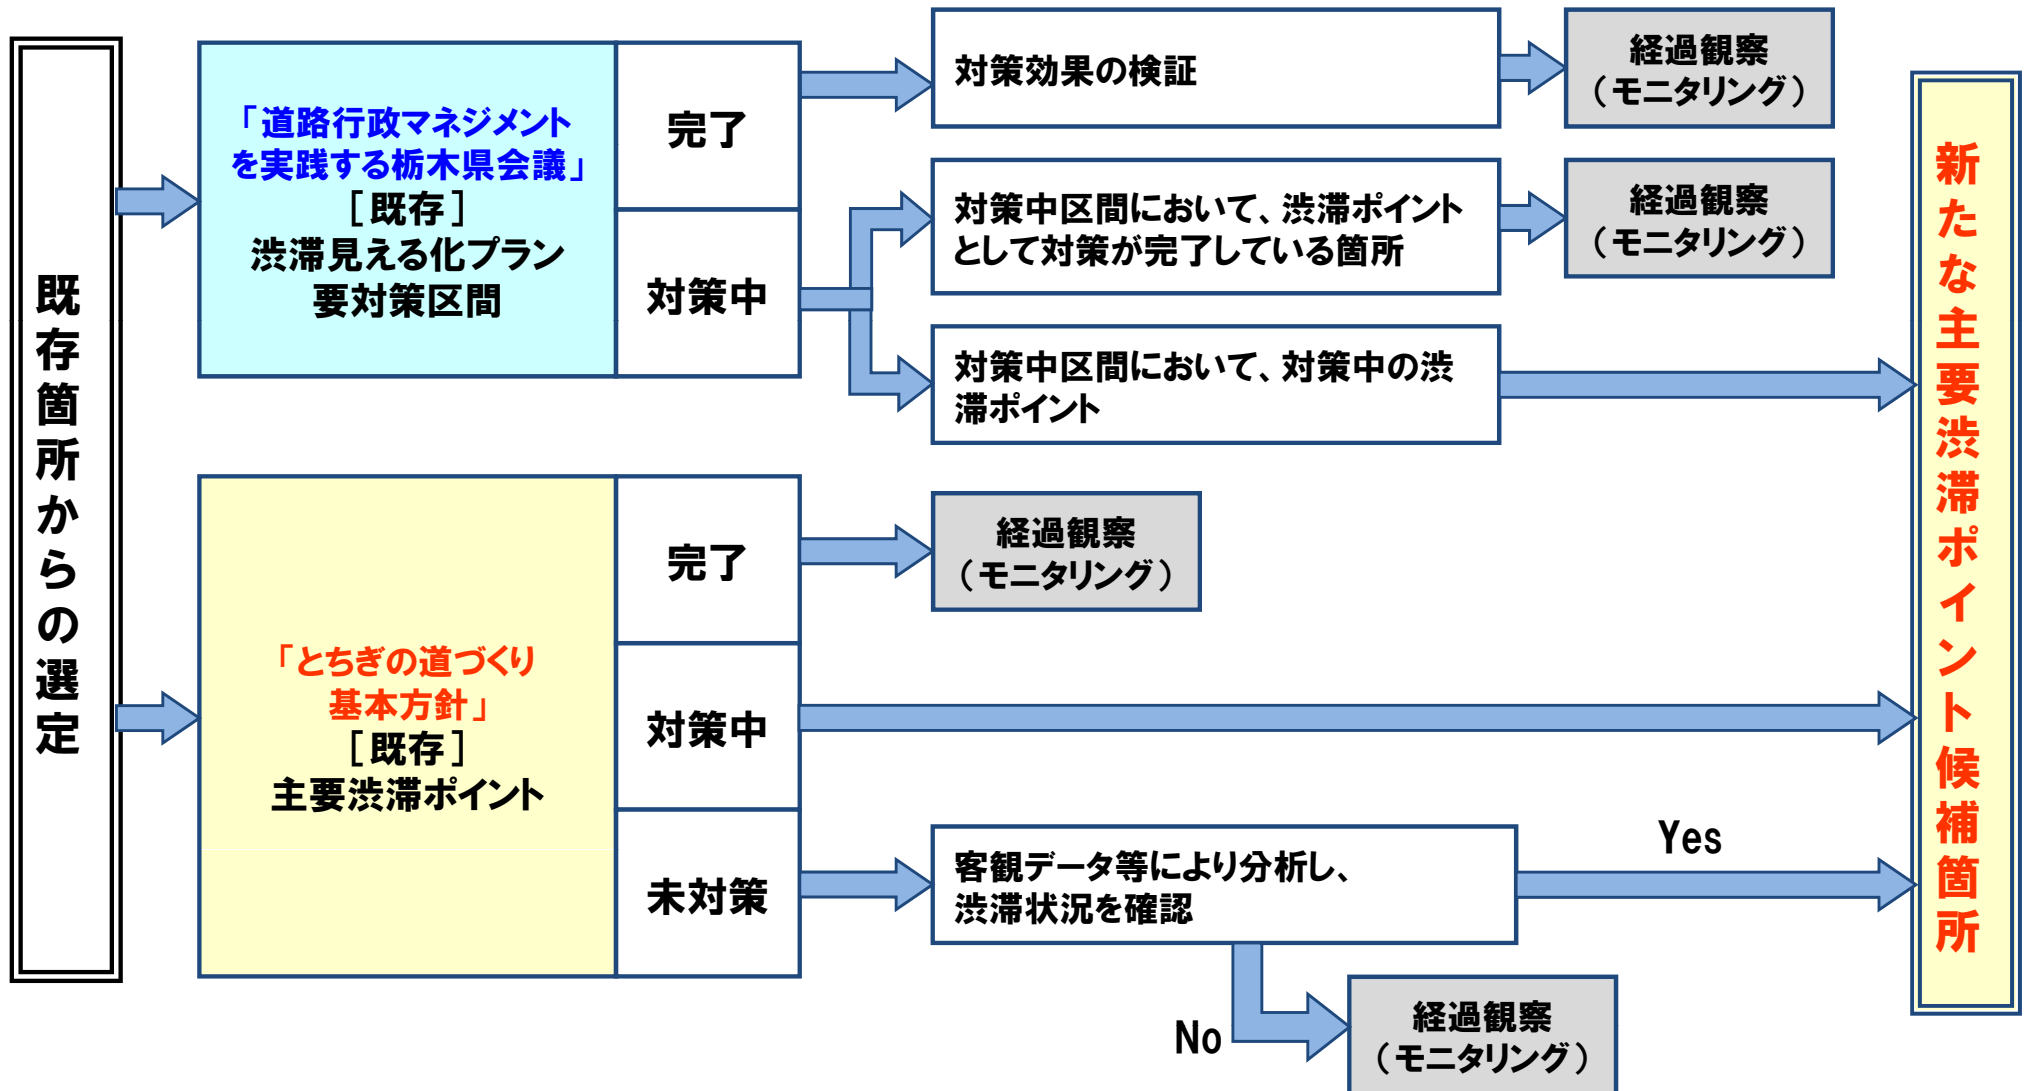 既存箇所からの選定
「道路行政マネジメント
を実践する栃木県会議」
［既存］
渋滞見える化プラン
要対策区間
完了
対策中
対策効果の検証
経過観察
（モニタリング）
対策中区間において、渋滞ポイント
として対策が完了している箇所
経過観察
（モニタリング）
対策中区間において、対策中の渋
滞ポイント
「とちぎの道づくり
基本方針」
［既存］
主要渋滞ポイント
完了
対策中
未対策
経過観察
（モニタリング）
客観データ等により分析し、
渋滞状況を確認
Yes
No
経過観察
（モニタリング）
新たな主要渋滞ポイント候補箇所